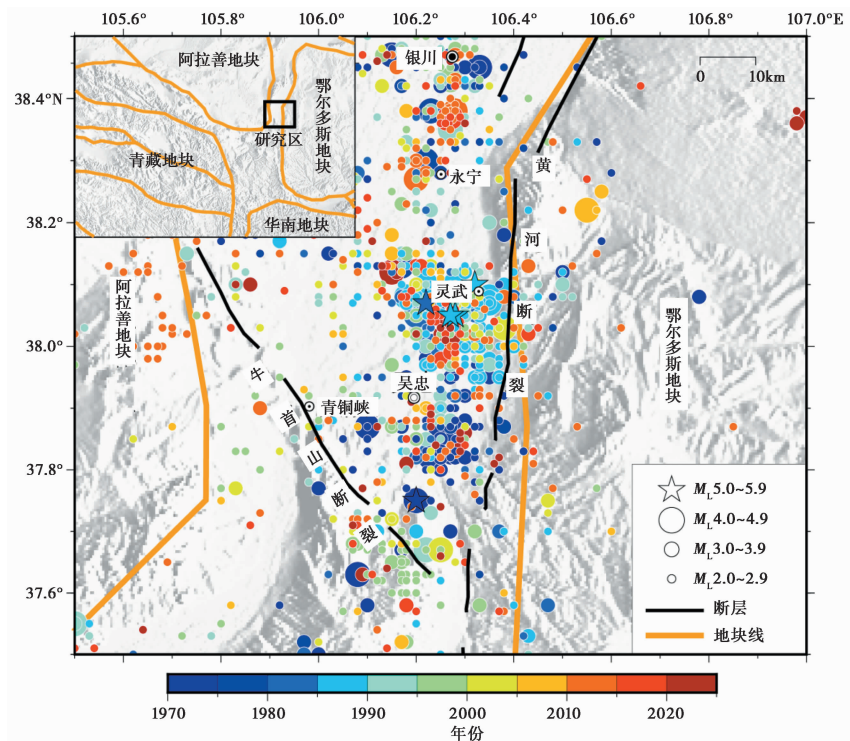 105.6° 105.8° 106.0° 106.2° 106.4° 106.6° 106.8° 107.0°E
38.4°N
38.2°
38.0°
37.8°
37.6°
阿拉善地块
鄂尔多斯地块
研究区
青藏地块
华南地块
银川
0 10km
黄
永宁
河
灵武
断
阿拉善地块
鄂尔多斯地块
裂
吴忠
牛
青铜峡
首
山
断
裂
ML5.0~5.9
ML4.0~4.9
ML3.0~3.9
ML2.0~2.9
断层
地块线
1970 1980 1990 2000 2010 2020
年份